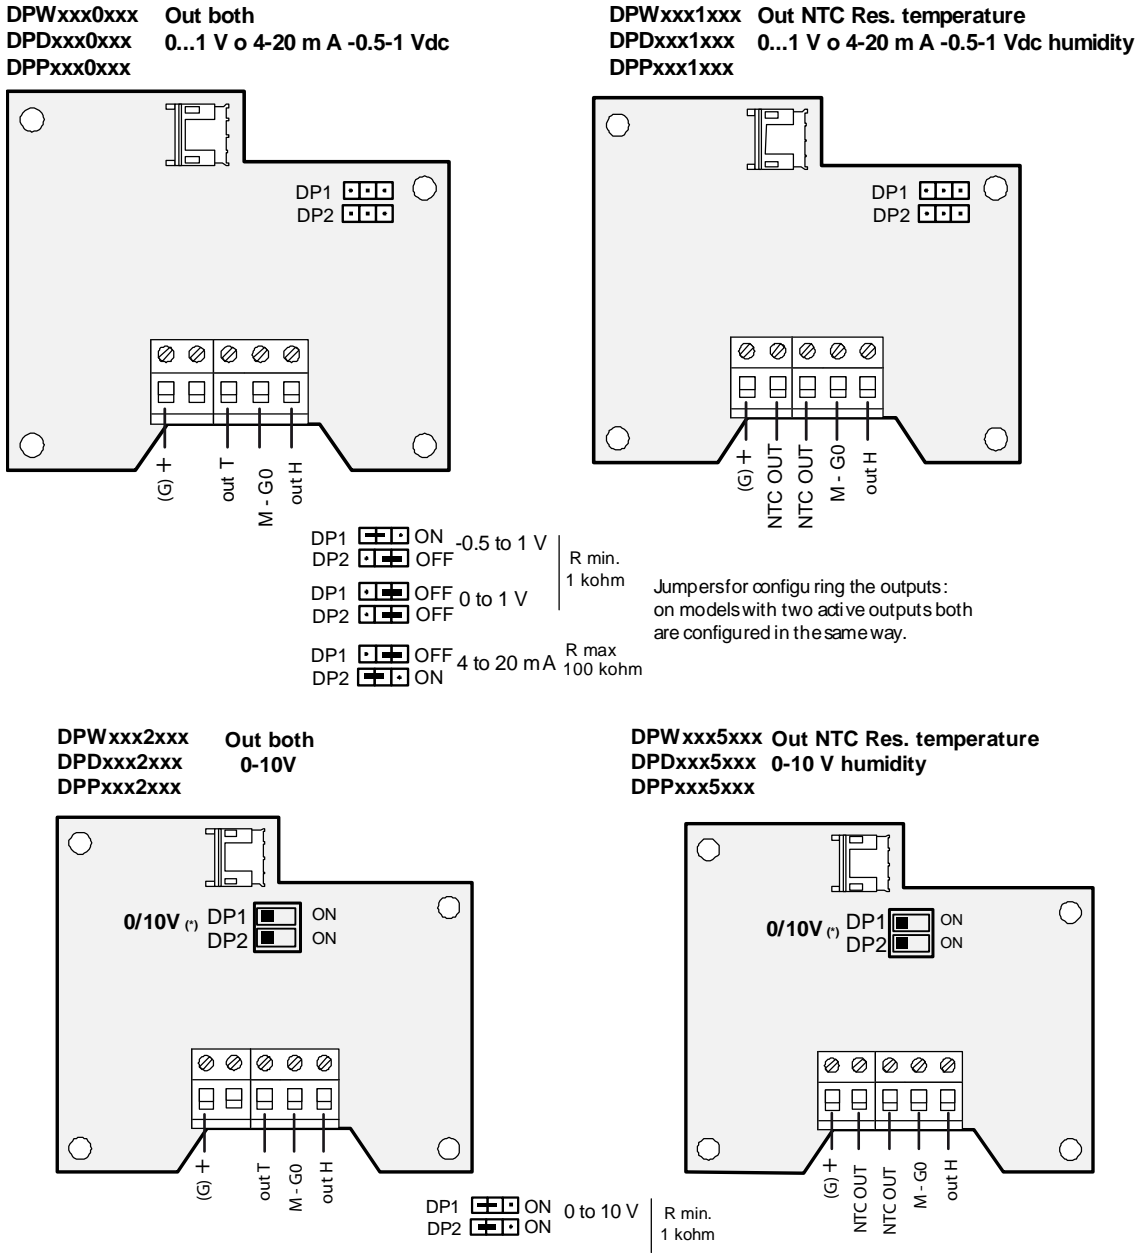 DPWxxx0xxx Out both
DPDxxx0xxx 0...1 V o 4-20 m A -0.5-1 Vdc
DPPxxx0xxx
DPWxxx1xxx Out NTC Res. temperature
DPDxxx1xxx 0...1 V o 4-20 m A -0.5-1 Vdc humidity
DPPxxx1xxx
DP1
DP2
(G) +
out T
M - G0
out H
DP1
DP2
(G) +
NTC OUT
NTC OUT
M - G0
out H
DP1 ON -0.5 to 1 V
DP2 OFF
DP1 OFF 0 to 1 V
DP2 OFF
R min.
1 kohm
DP1 OFF 4 to 20 mA
DP2 ON
R max
100 kohm
Jumpers for configuring the outputs:
on models with two active outputs both
are configured in the same way.
DPWxxx2xxx Out both
DPDxxx2xxx 0-10V
DPPxxx2xxx
DPWxxx5xxx Out NTC Res. temperature
DPDxxx5xxx 0-10 V humidity
DPPxxx5xxx
0/10V (*) DP1 ON
DP2 ON
(G) +
out T
M - G0
out H
0/10V (*) DP1 ON
DP2 ON
(G) +
NTC OUT
NTC OUT
M - G0
out H
DP1 ON 0 to 10 V
DP2 ON
R min.
1 kohm